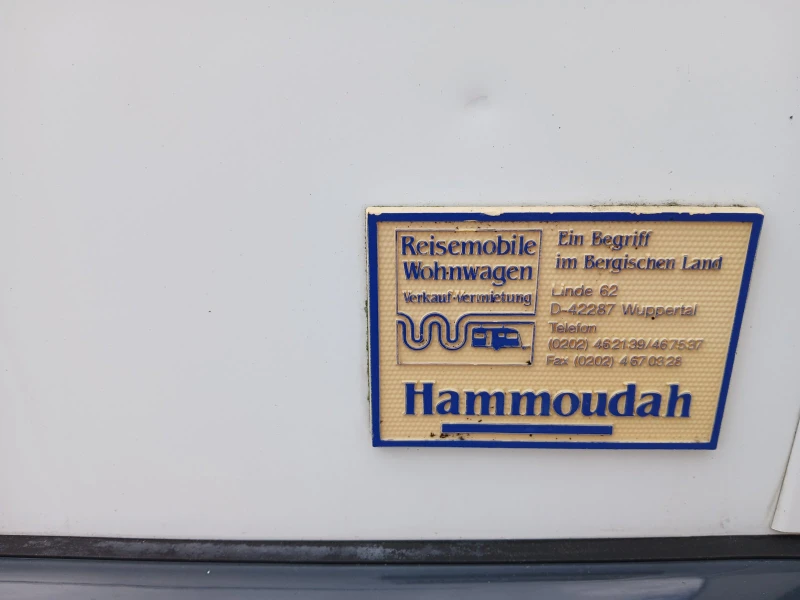 Reisemobile
Wohnwagen
Verkauf-Vermietung
Ein Begriff
im Bergischen Land
Linde 62
D-42287 Wuppertal
Telefon
(0202) 462139/467537
Fax (0202) 4670328
Hammoudah